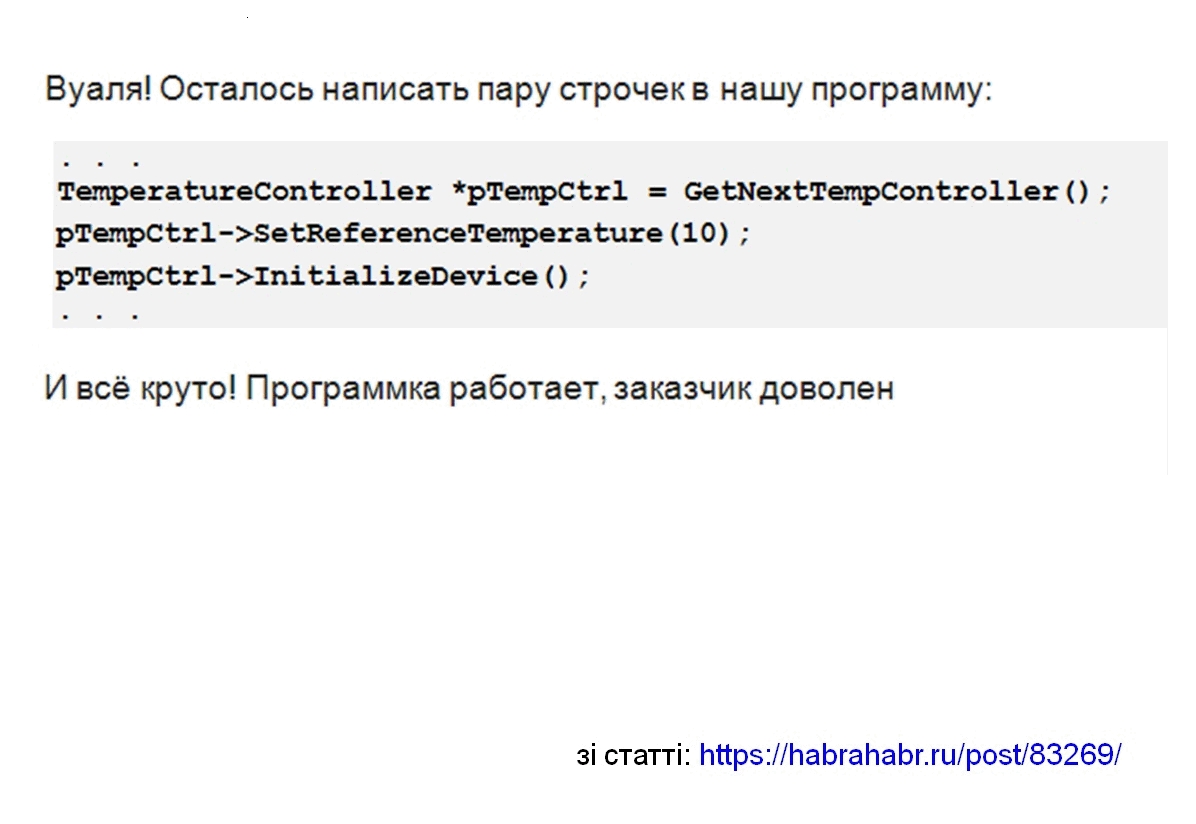 Вуаля! Осталось написать пару строчек в нашу программу:
. . .
TemperatureController *pTempCtrl = GetNextTempController();
pTempCtrl->SetReferenceTemperature(10);
pTempCtrl->InitializeDevice();
. . .
И всё круто! Программка работает, заказчик доволен
зі статті: https://habrahabr.ru/post/83269/